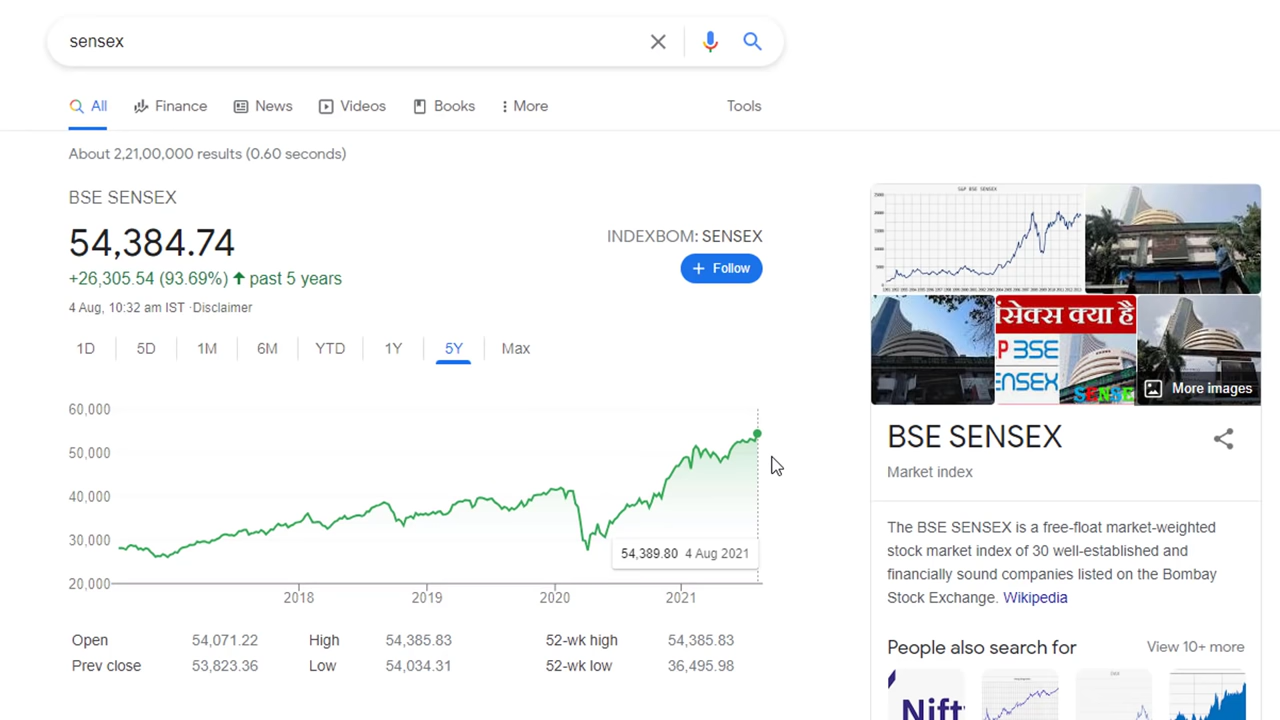 sensex
All
Finance
News
Videos
Books
More
Tools
About 2,21,00,000 results (0.60 seconds)
BSE SENSEX
54,384.74
+26,305.54 (93.69%) ↑ past 5 years
4 Aug, 10:32 am IST ·Disclaimer
INDEXBOM: SENSEX
+ Follow
1D 5D 1M 6M YTD 1Y 5Y Max
60,000
50,000
40,000
30,000
20,000
54,389.80 4 Aug 2021
2018 2019 2020 2021
Open 54,071.22 High 54,385.83 52-wk high 54,385.83
Prev close 53,823.36 Low 54,034.31 52-wk low 36,495.98
S&P BSE SENSEX
सेक्स क्या है
P BSE
ENSEX
SENSE
More images
BSE SENSEX
Market index
The BSE SENSEX is a free-float market-weighted
stock market index of 30 well-established and
financially sound companies listed on the Bombay
Stock Exchange. Wikipedia
People also search for
View 10+ more
Nift